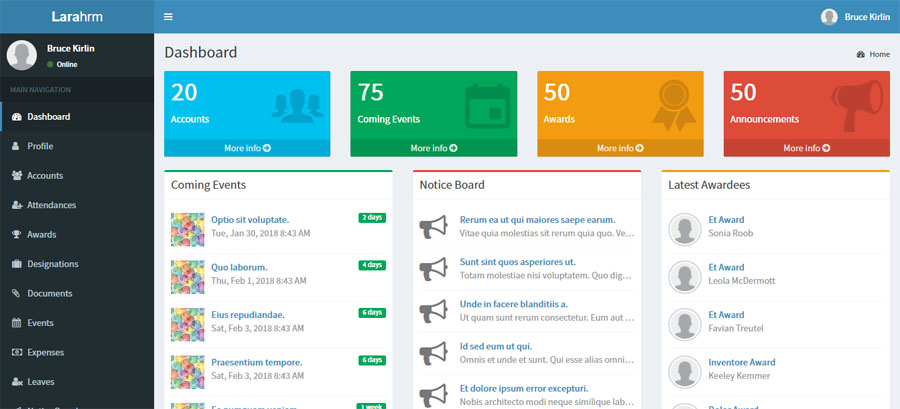 Larahrm
Bruce Kirlin
Bruce Kirlin
Online
MAIN NAVIGATION
Dashboard
Profile
Accounts
Attendances
Awards
Designations
Documents
Events
Expenses
Leaves
Dashboard
Home
20
Accounts
More info
75
Coming Events
More info
50
Awards
More info
50
Announcements
More info
Coming Events
Optio sit voluptate.
2 days
Tue, Jan 30, 2018 8:43 AM
Quo laborum.
4 days
Thu, Feb 1, 2018 8:43 AM
Eius repudiandae.
6 days
Sat, Feb 3, 2018 8:43 AM
Praesentium tempore.
6 days
Sat, Feb 3, 2018 8:43 AM
1 week
Notice Board
Rerum ea ut qui maiores saepe earum.
Vitae quia molestias sit rerum quia quo. Ve...
Sunt sint quos asperiores ut.
Totam molestiae nisi voluptatem. Quo dig...
Unde in facere blanditiis a.
Ut quam sunt rerum consectetur. Eum aut ...
Id sed eum ut qui.
Omnis et unde et sunt. Qui esse alias omni...
Et dolore ipsum error excepturi.
Nobis architecto modi neque similique lab...
Latest Awardees
Et Award
Sonia Roob
Et Award
Leola McDermott
Et Award
Favian Treutel
Inventore Award
Keeley Kemmer
Dolor Award